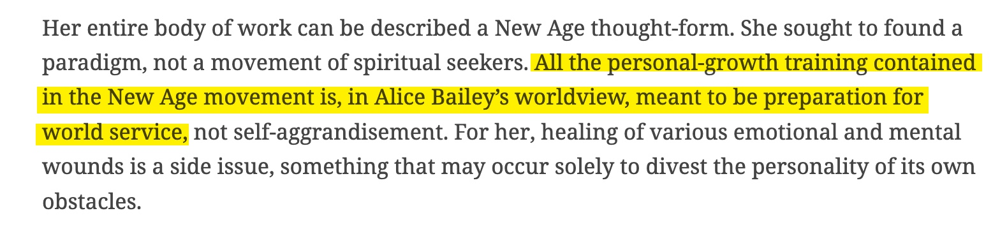 Her entire body of work can be described a New Age thought-form. She sought to found a
paradigm, not a movement of spiritual seekers. All the personal-growth training contained
in the New Age movement is, in Alice Bailey’s worldview, meant to be preparation for
world service, not self-aggrandisement. For her, healing of various emotional and mental
wounds is a side issue, something that may occur solely to divest the personality of its own
obstacles.